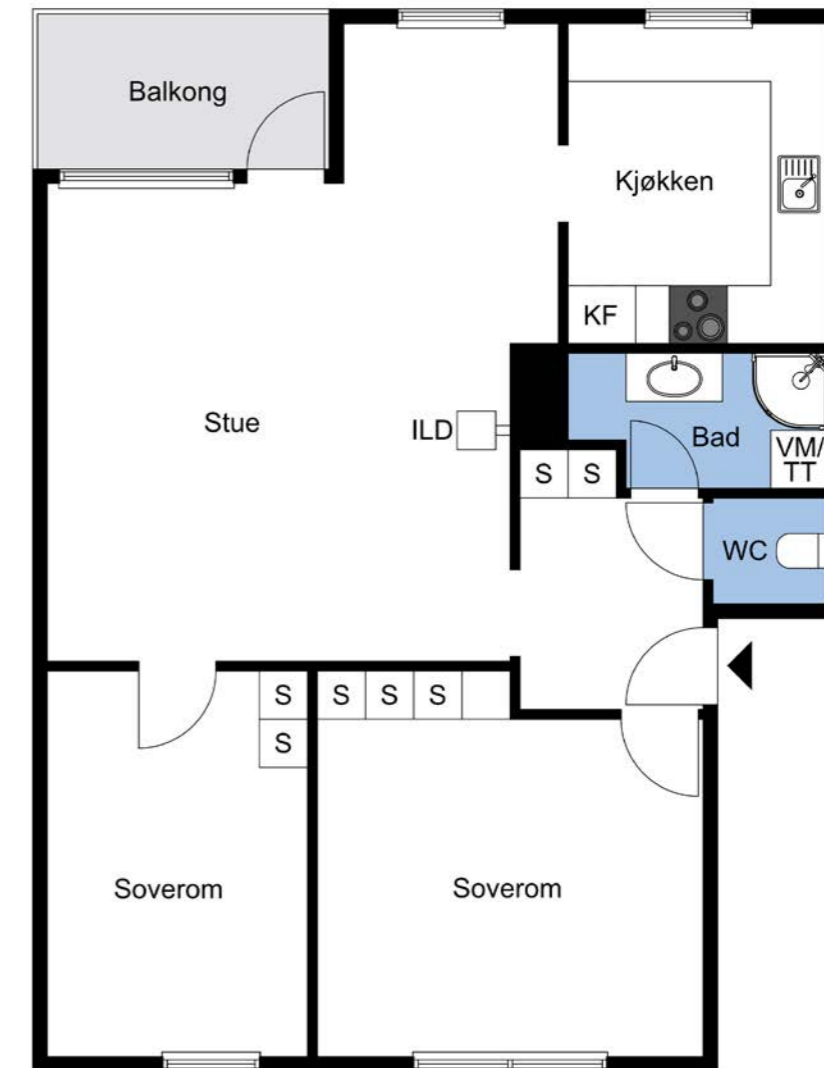 Balkong
Kjøkken
KF
Stue
ILD
Bad
VM/
TT
S S
WC
S S S S
S
Soverom
Soverom